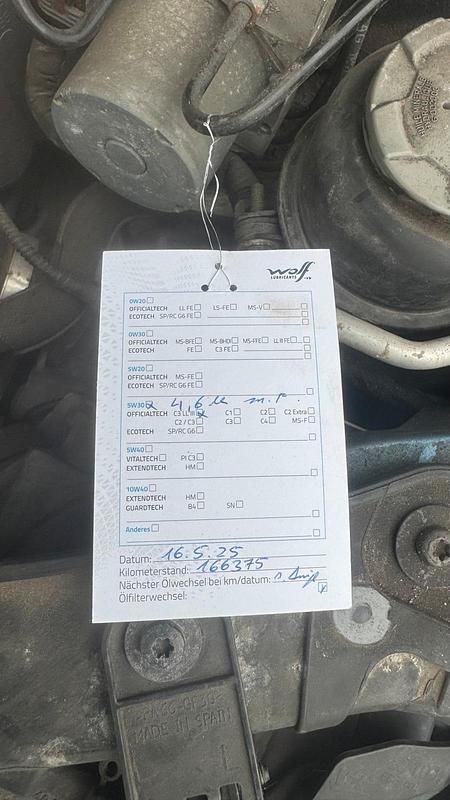 wolf
LUBRICANTS
0W20
OFFICIALTECH LL FE LS-FE MS-V
ECOTECH SP/RC G6 FE
0W30
OFFICIALTECH MS-BFE MS-BHDI MS-FFE LL III FE
ECOTECH FE C3 FE
5W20
OFFICIALTECH MS-FE
ECOTECH SP/RC G6 FE
5W30 x 4,6
OFFICIALTECH C3 LL III x C1 C2 C2 Extra
C2 / C3 C3 C4 MS-F
ECOTECH SP/RC G6
5W40
VITALTECH PI C3
EXTENDTECH HM
10W40
EXTENDTECH HM
GUARDTECH B4 SN
Anderes
Datum: 16.5.25
Kilometerstand: 166375
Nächster Ölwechsel bei km/datum:
Ölfilterwechsel:
MADE IN SPAIN